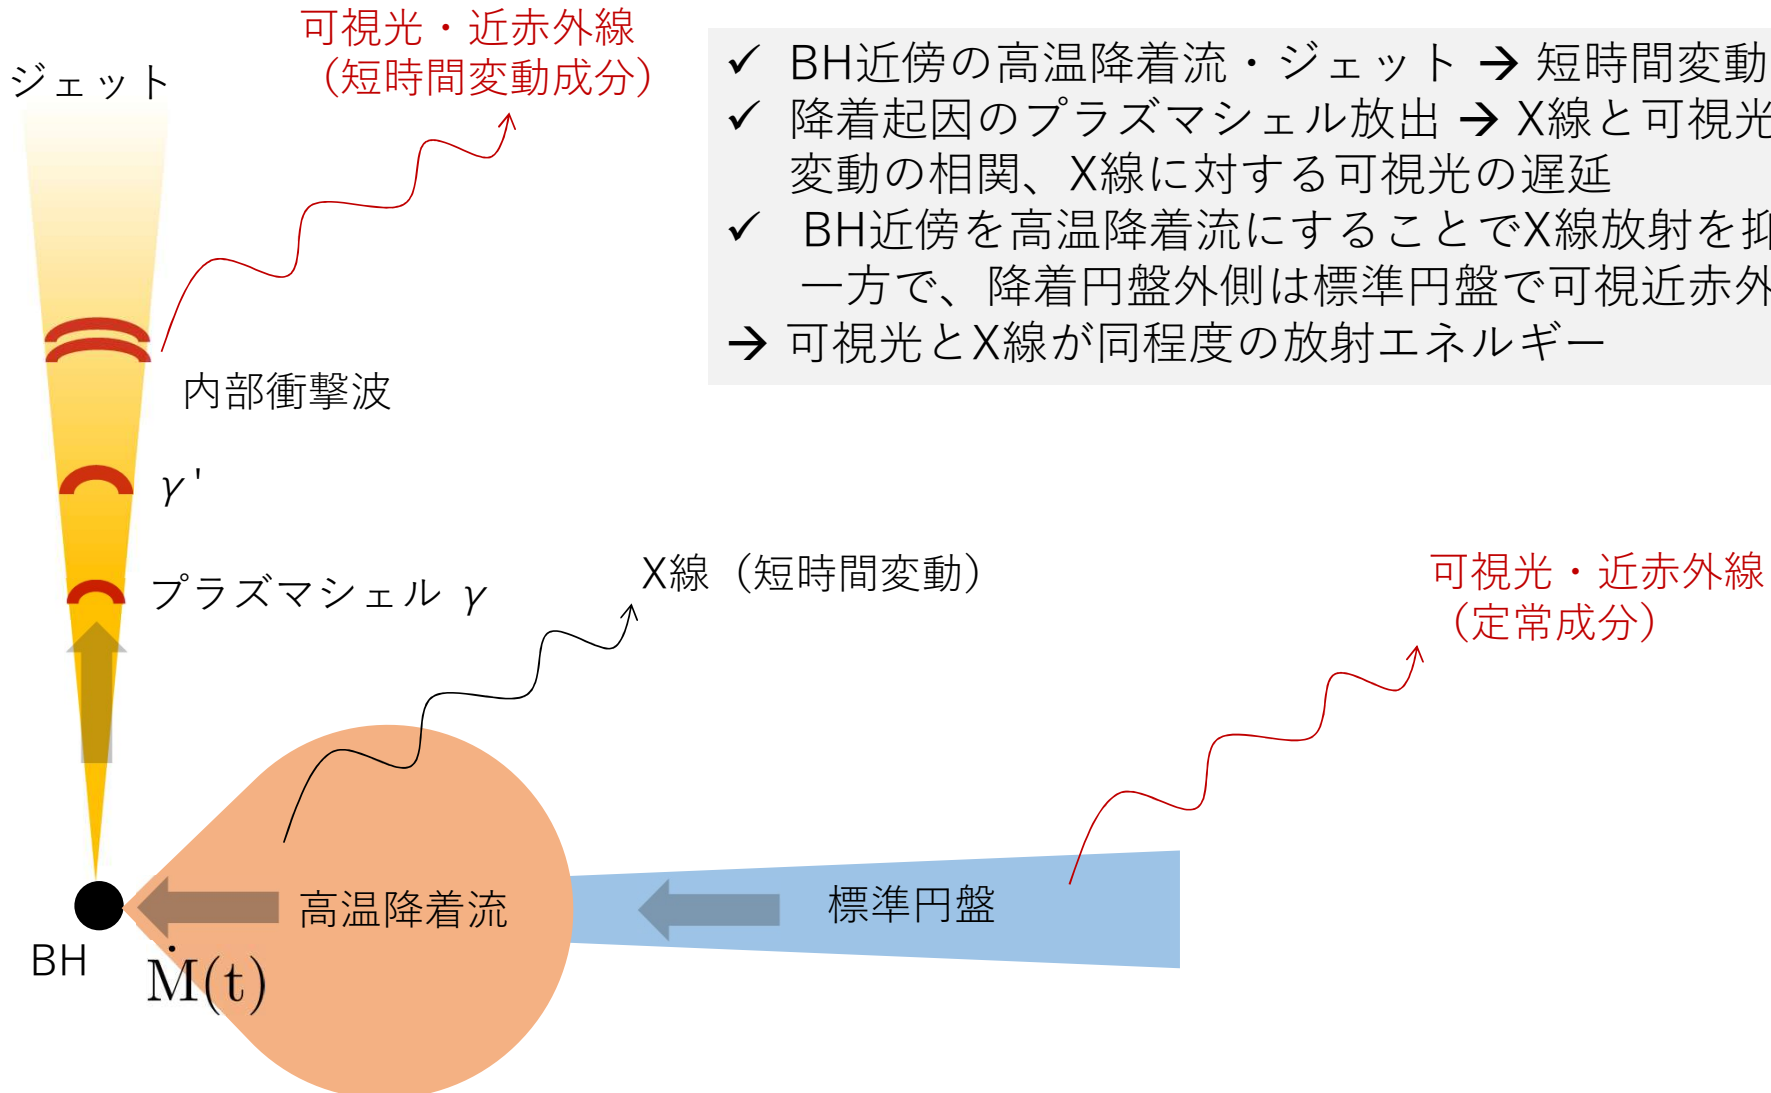 可視光・近赤外線
（短時間変動成分）
ジェット
✓ BH近傍の高温降着流・ジェット → 短時間変動
✓ 降着起因のプラズマシェル放出 → X線と可視光
変動の相関、X線に対する可視光の遅延
✓ BH近傍を高温降着流にすることでX線放射を抑
一方で、降着円盤外側は標準円盤で可視近赤外
→ 可視光とX線が同程度の放射エネルギー
内部衝撃波
γ'
プラズマシェル γ
X線（短時間変動）
可視光・近赤外線
（定常成分）
高温降着流
標準円盤
BH
Ṁ(t)